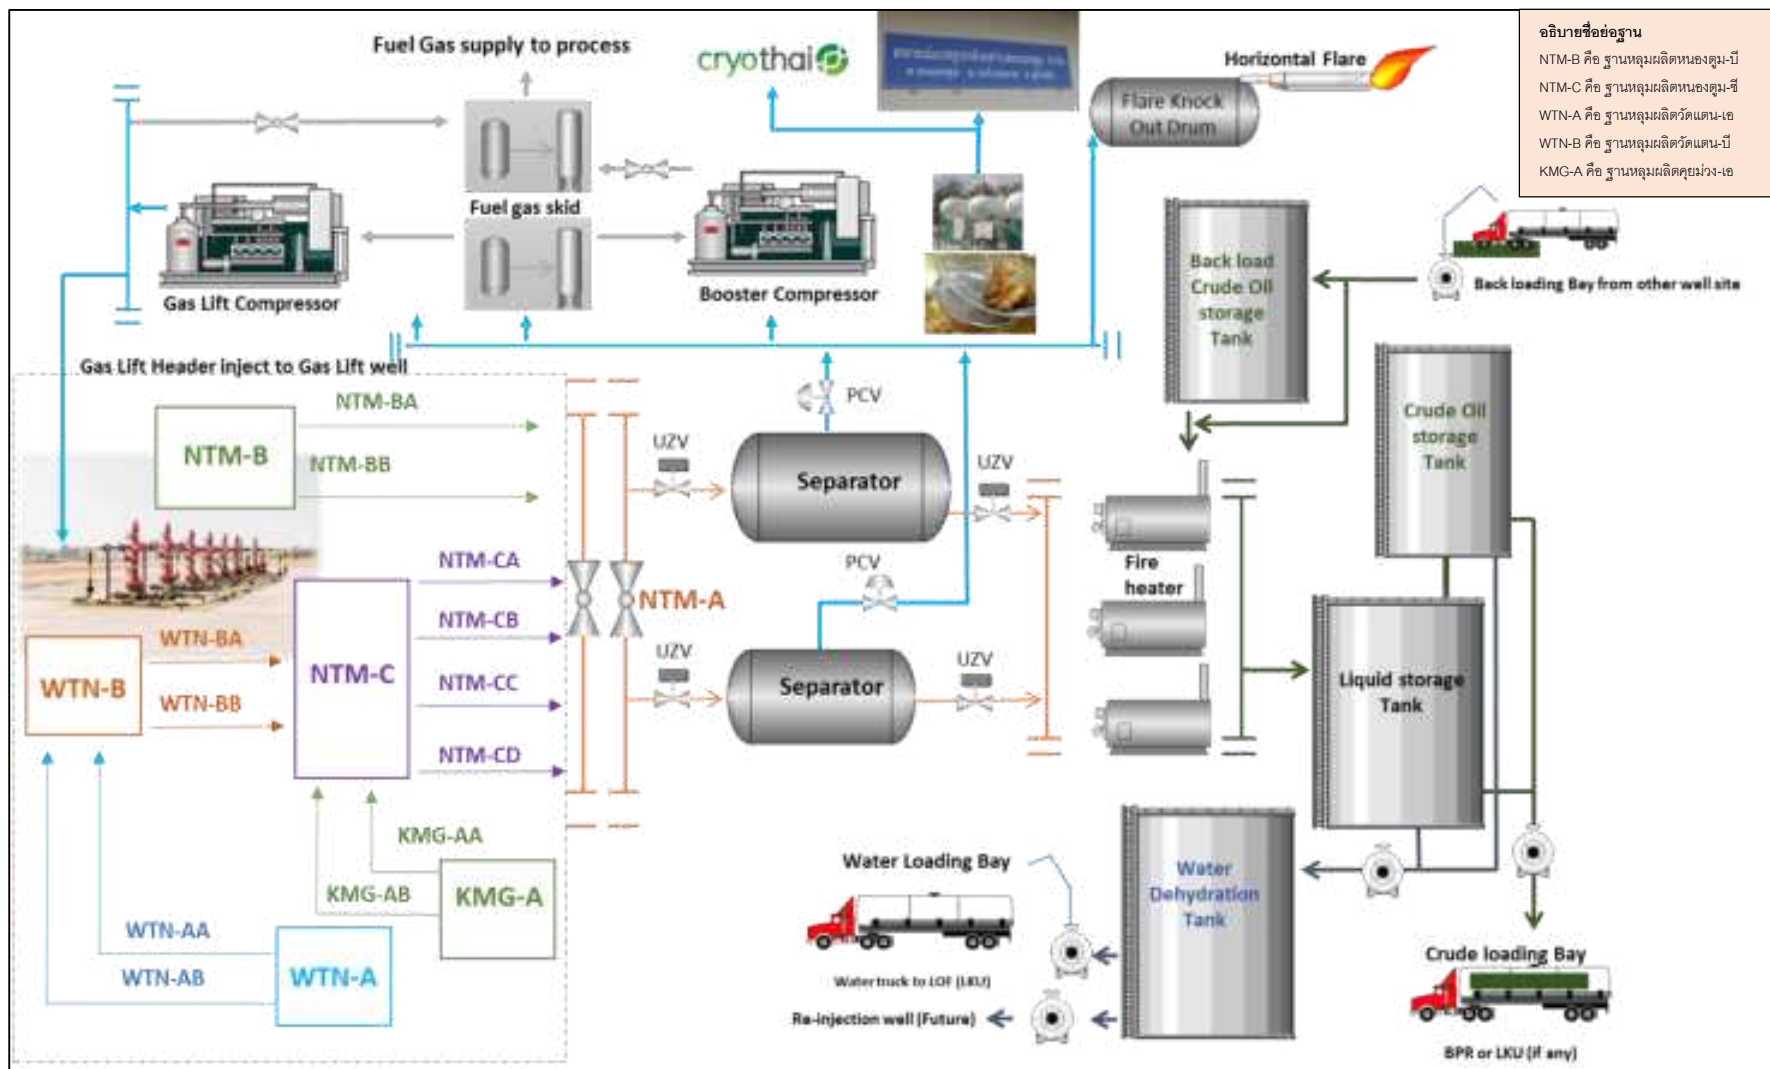 Fuel Gas supply to process
cryothai
Horizontal Flare
Flare Knock
Out Drum
อธิบายชื่อย่อฐาน
NTM-B คือ ฐานหลุมผลิตหนองตูม-บี
NTM-C คือ ฐานหลุมผลิตหนองตูม-ซี
WTN-A คือ ฐานหลุมผลิตวัดแตน-เอ
WTN-B คือ ฐานหลุมผลิตวัดแตน-บี
KMG-A คือ ฐานหลุมผลิตคุยม่วง-เอ
Fuel gas skid
Gas Lift Compressor
Booster Compressor
Back load
Crude Oil
storage
Tank
Back loading Bay from other well site
Gas Lift Header inject to Gas Lift well
NTM-BA
NTM-B
NTM-BB
PCV
UZV
Separator
UZV
Crude Oil
storage
Tank
NTM-CA
NTM-CB
NTM-CC
NTM-CD
NTM-C
NTM-A
PCV
Fire
heater
WTN-BA
WTN-B
WTN-BB
UZV
Separator
UZV
Liquid storage
Tank
KMG-AA
KMG-AB
KMG-A
WTN-AA
WTN-AB
WTN-A
Water Loading Bay
Water
Dehydration
Tank
Water truck to LOF (LKU)
Re-injection well (Future)
Crude loading Bay
BPR or LKU (if any)